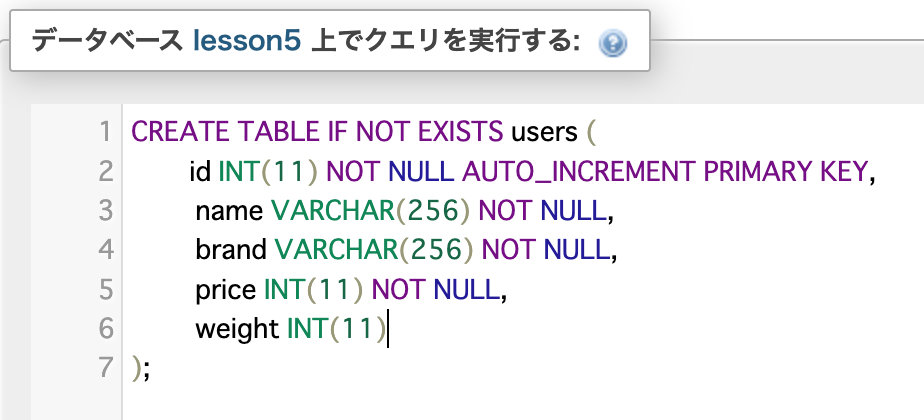 データベース lesson5 上でクエリを実行する:
1 CREATE TABLE IF NOT EXISTS users (
2 id INT(11) NOT NULL AUTO_INCREMENT PRIMARY KEY,
3 name VARCHAR(256) NOT NULL,
4 brand VARCHAR(256) NOT NULL,
5 price INT(11) NOT NULL,
6 weight INT(11)
7 );